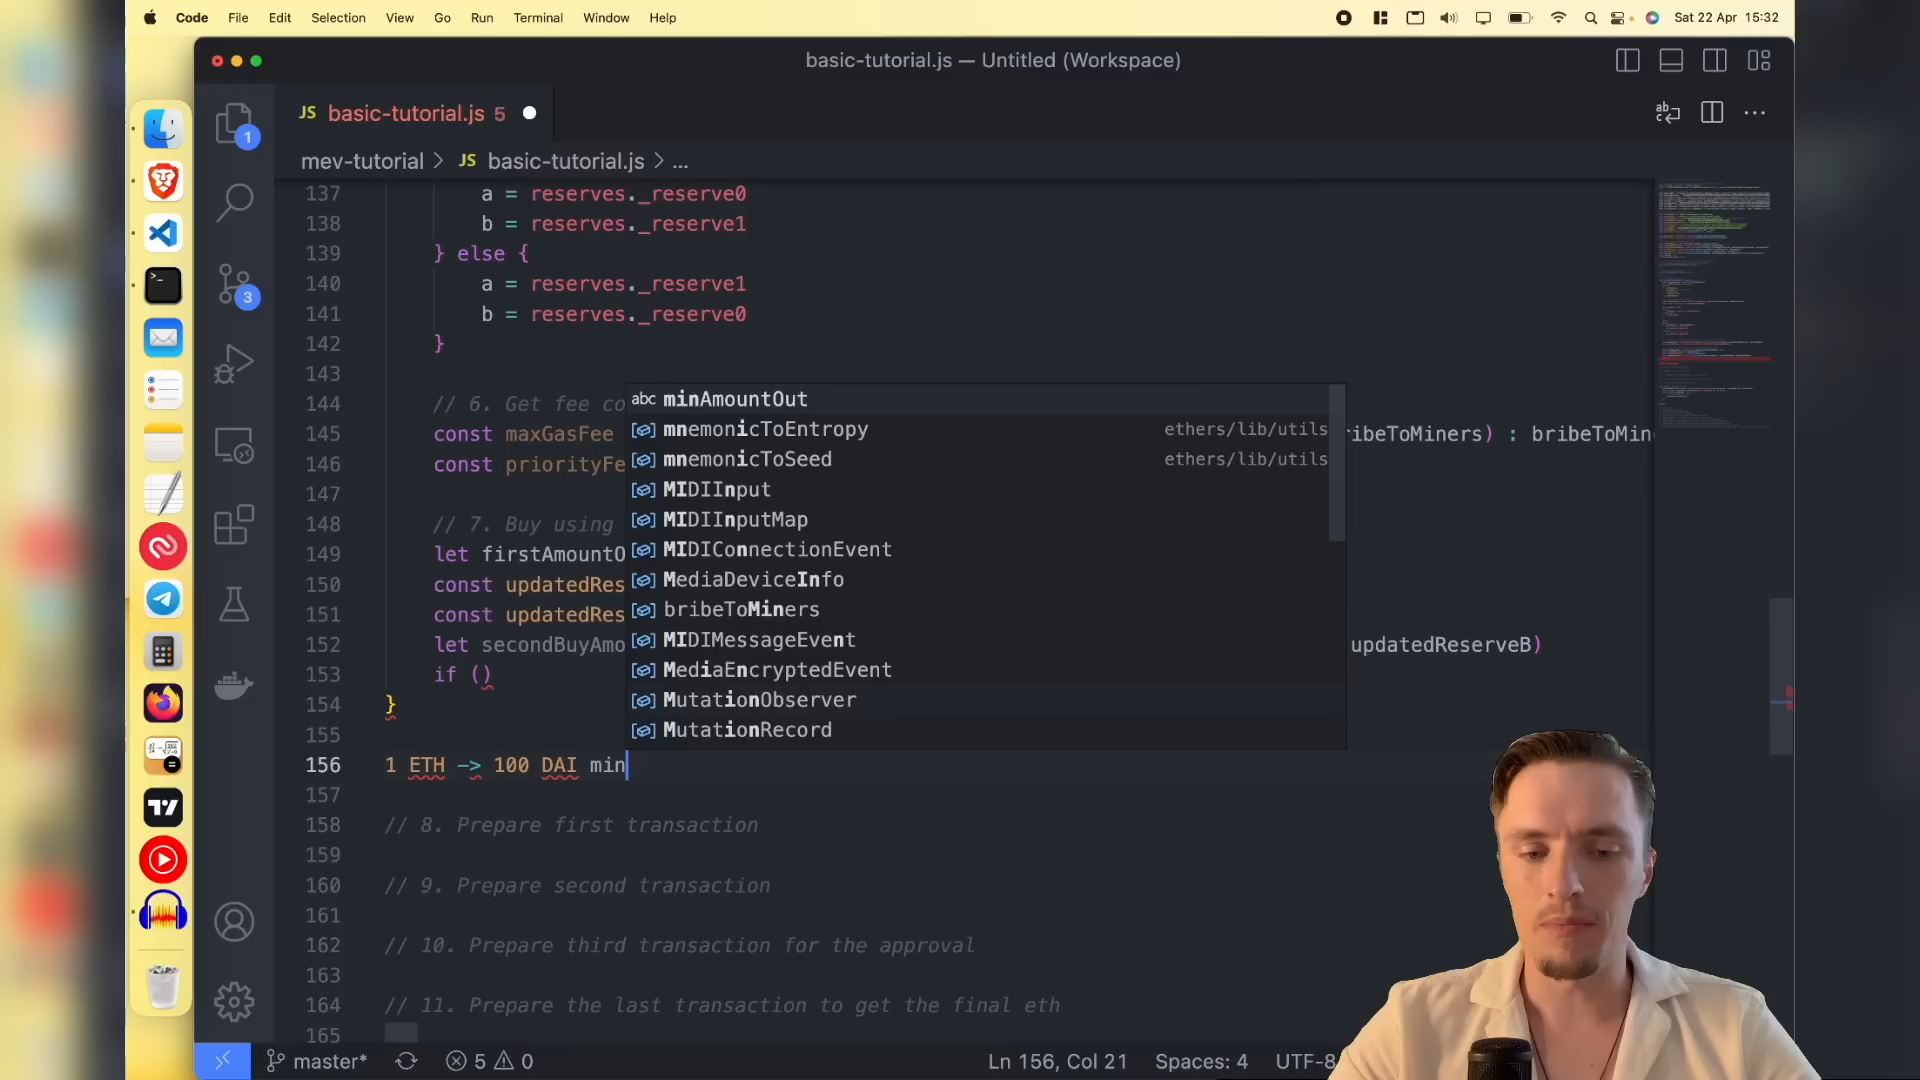 Code File Edit Selection View Go Run Terminal Window Help Sat 22 Apr 15:32
basic-tutorial.js — Untitled (Workspace)
JS basic-tutorial.js 5
mev-tutorial > JS basic-tutorial.js > ...
137 a = reserves._reserve0
138 b = reserves._reserve1
139 } else {
140 a = reserves._reserve1
141 b = reserves._reserve0
142 }
143
144 // 6. Get fee co
145 const maxGasFee ribeToMiners) : bribeToMin
146 const priorityFe
147
148 // 7. Buy using
149 let firstAmountO
150 const updatedRes
151 const updatedRes
152 let secondBuyAmo updatedReserveB)
153 if ()
154 }
155
abc minAmountOut
mnemonicToEntropy ethers/lib/utils
mnemonicToSeed ethers/lib/utils
MIDIInput
MIDIInputMap
MIDIConnectionEvent
MediaDeviceInfo
bribeToMiners
MIDIMessageEvent
MediaEncryptedEvent
MutationObserver
MutationRecord
156 1 ETH -> 100 DAI min
157
158 // 8. Prepare first transaction
159
160 // 9. Prepare second transaction
161
162 // 10. Prepare third transaction for the approval
163
164 // 11. Prepare the last transaction to get the final eth
165
1
3
master* 5 0 Ln 156, Col 21 Spaces: 4 UTF-8